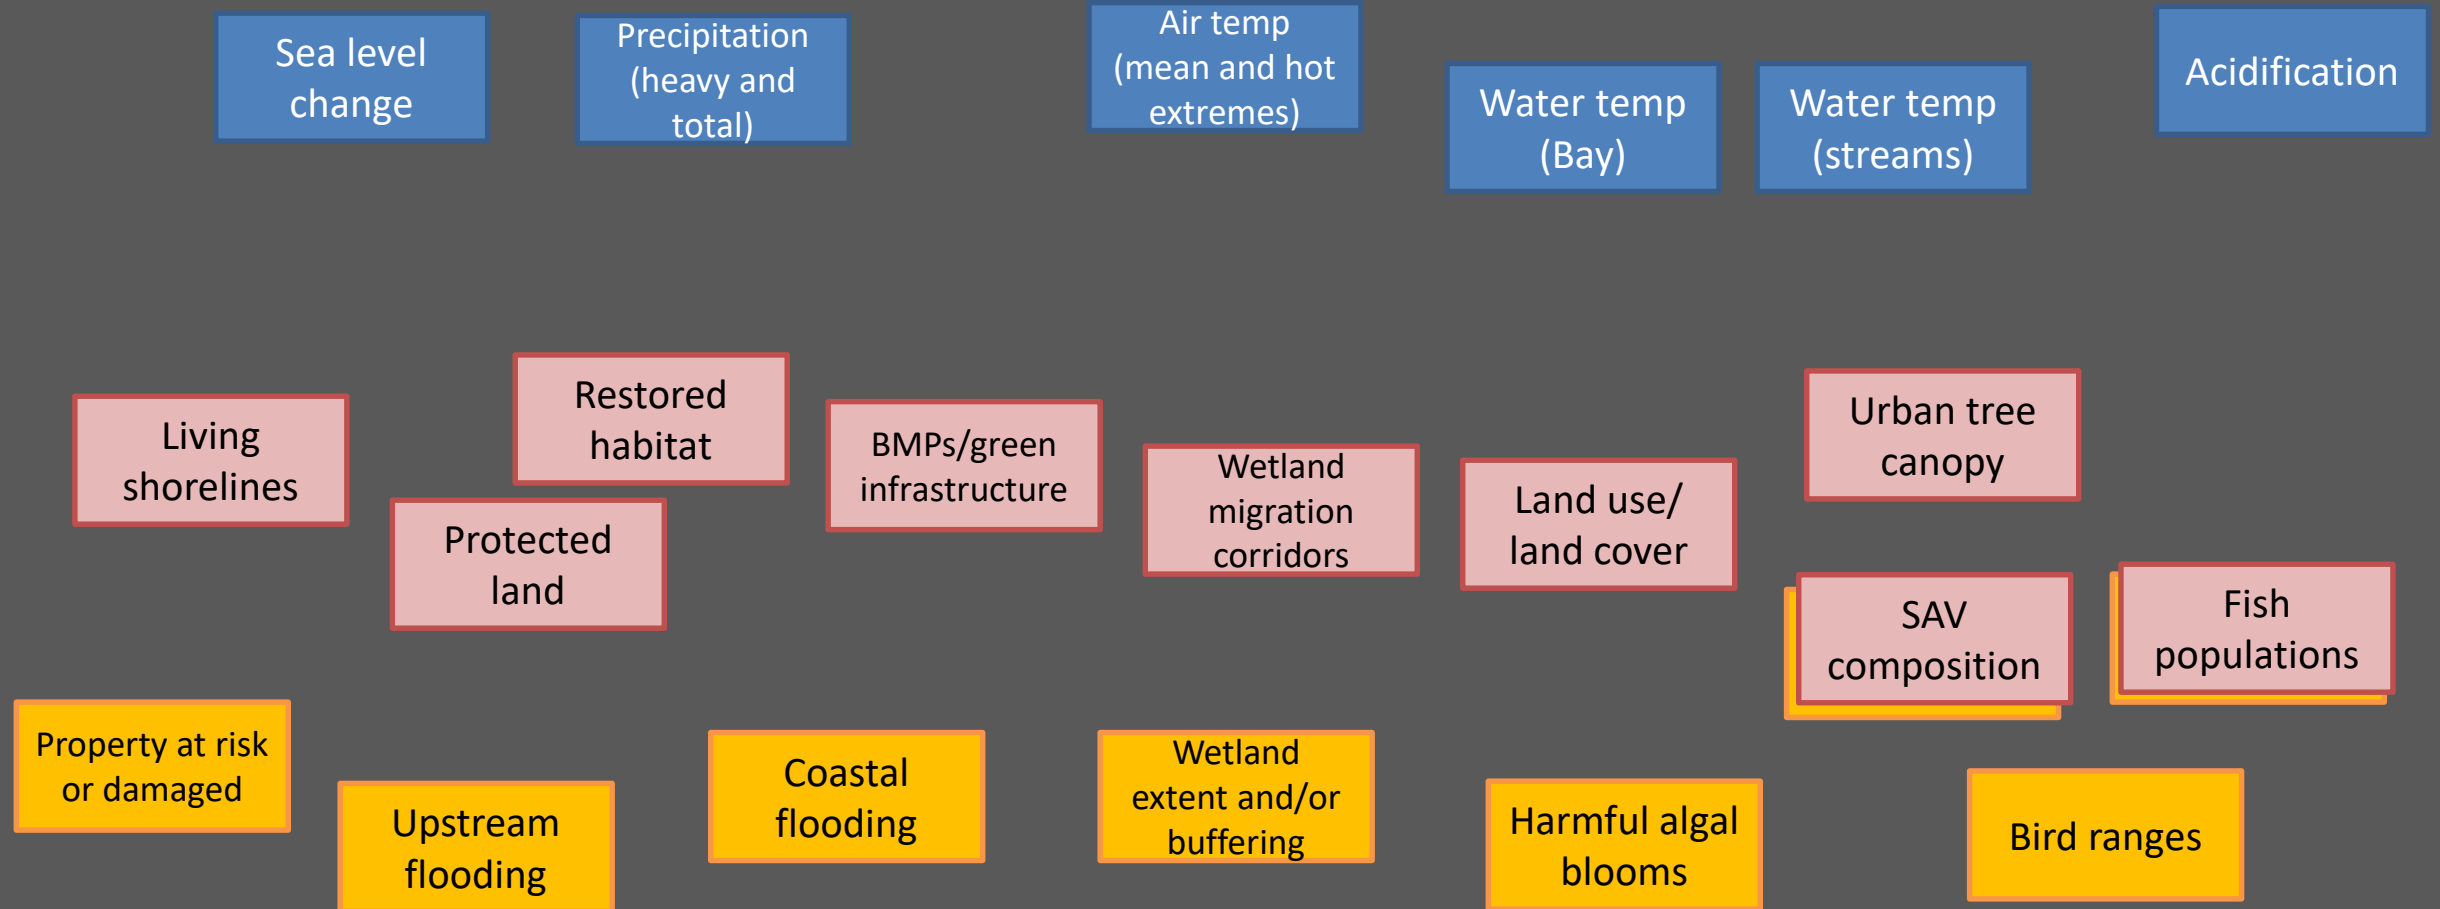 Sea level
change
Precipitation
(heavy and
total)
Air temp
(mean and hot
extremes)
Water temp
(Bay)
Water temp
(streams)
Acidification
Living
shorelines
Restored
habitat
Protected
land
BMPs/green
infrastructure
Wetland
migration
corridors
Land use/
land cover
Urban tree
canopy
SAV
composition
Fish
populations
Property at risk
or damaged
Upstream
flooding
Coastal
flooding
Wetland
extent and/or
buffering
Harmful algal
blooms
Bird ranges